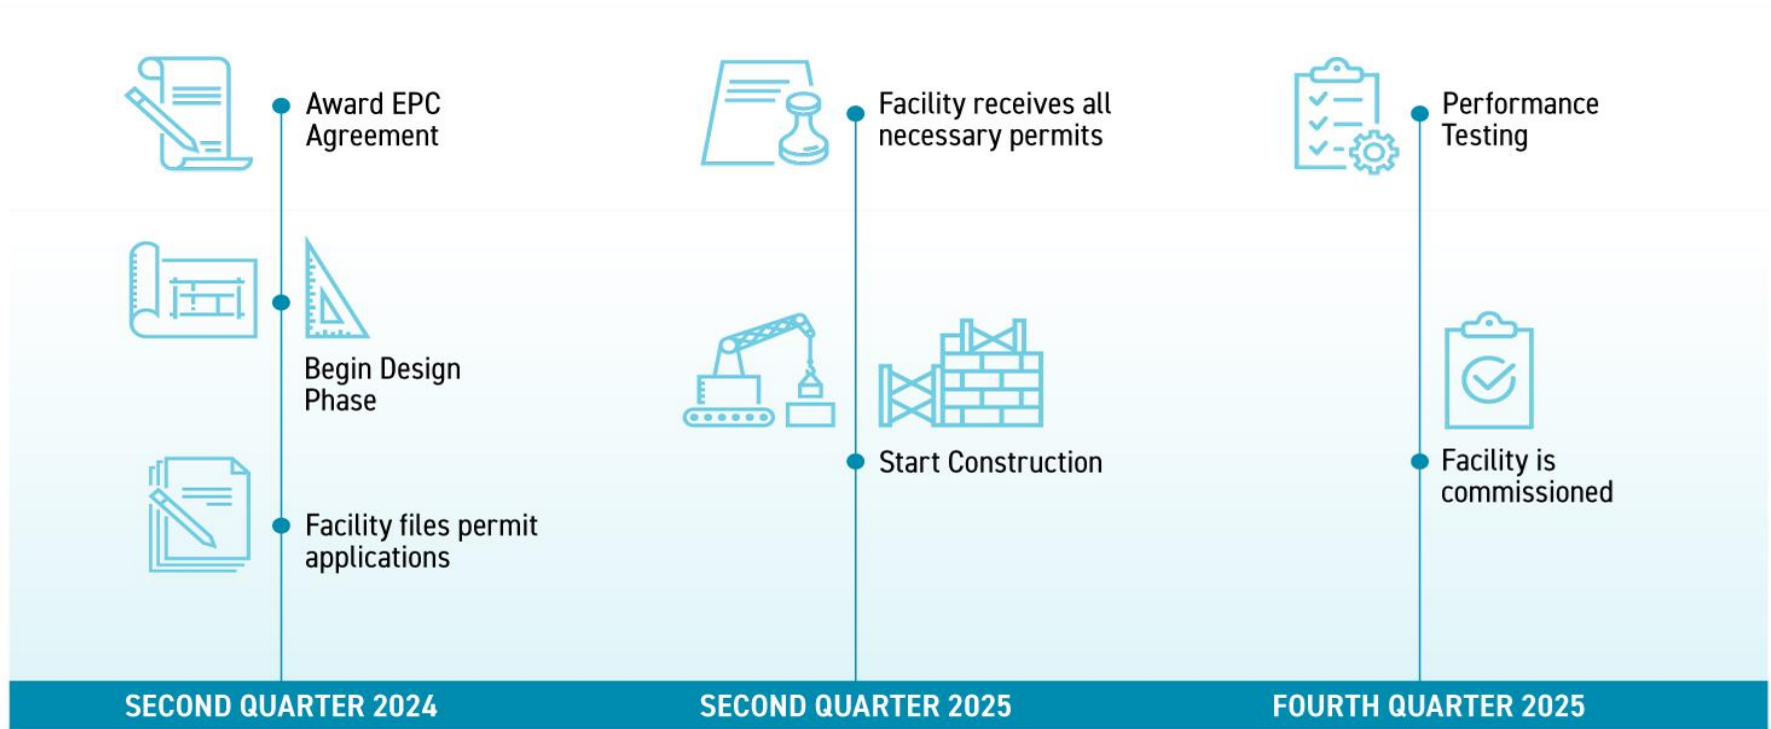 Award EPC
Agreement
Begin Design
Phase
Facility files permit
applications
SECOND QUARTER 2024
Facility receives all
necessary permits
Start Construction
SECOND QUARTER 2025
Performance
Testing
Facility is
commissioned
FOURTH QUARTER 2025